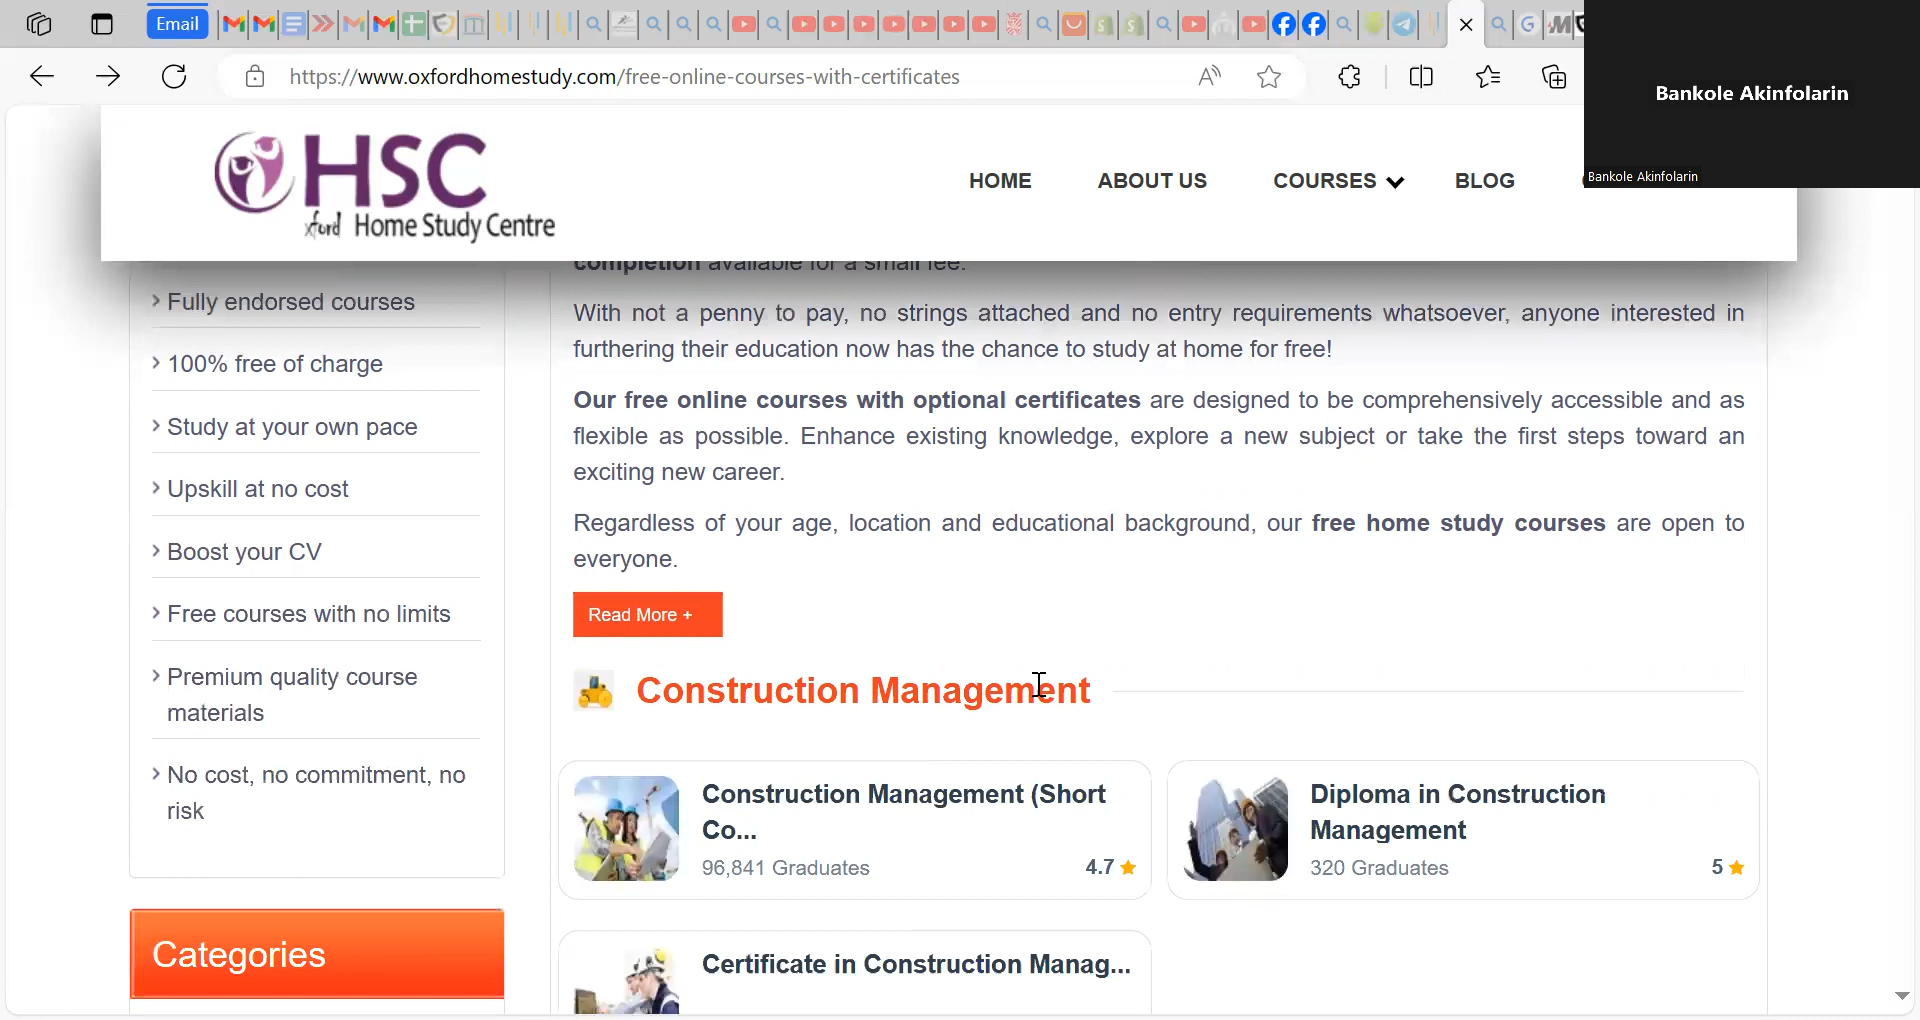 Email
https://www.oxfordhomestudy.com/free-online-courses-with-certificates
Bankole Akinfolarin
Bankole Akinfolarin
HSC
xford Home Study Centre
HOME
ABOUT US
COURSES
BLOG
completion available for a small fee.
Fully endorsed courses
100% free of charge
Study at your own pace
Upskill at no cost
Boost your CV
Free courses with no limits
Premium quality course
materials
No cost, no commitment, no
risk
Categories
With not a penny to pay, no strings attached and no entry requirements whatsoever, anyone interested in
furthering their education now has the chance to study at home for free!
Our free online courses with optional certificates are designed to be comprehensively accessible and as
flexible as possible. Enhance existing knowledge, explore a new subject or take the first steps toward an
exciting new career.
Regardless of your age, location and educational background, our free home study courses are open to
everyone.
Read More +
Construction Management
Construction Management (Short
Co...
96,841 Graduates
4.7
Diploma in Construction
Management
320 Graduates
5
Certificate in Construction Manag...